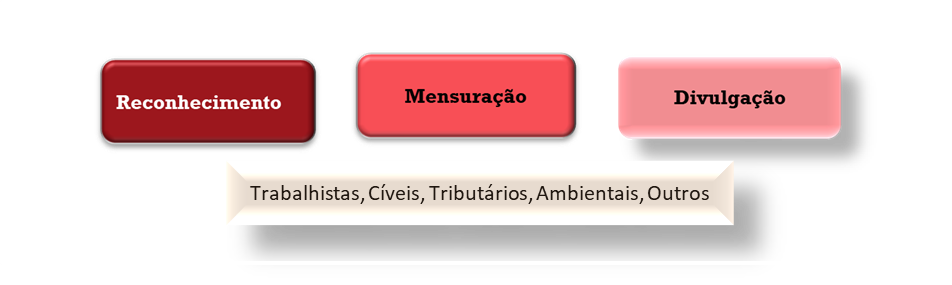 Reconhecimento
Mensuração
Divulgação
Trabalhistas, Cíveis, Tributários, Ambientais, Outros